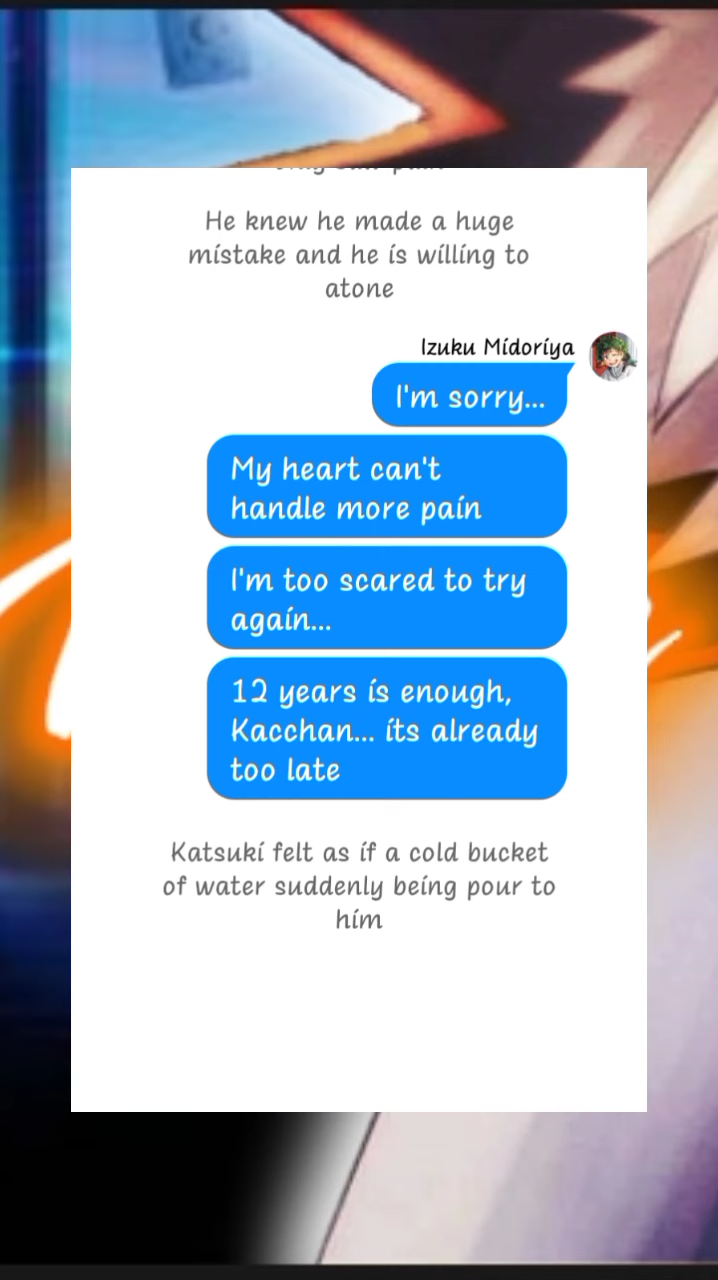 He knew he made a huge
mistake and he is willing to
atone
Izuku Midoriya
I'm sorry...
My heart can't
handle more pain
I'm too scared to try
again...
12 years is enough,
Kacchan... its already
too late
Katsuki felt as if a cold bucket
of water suddenly being pour to
him